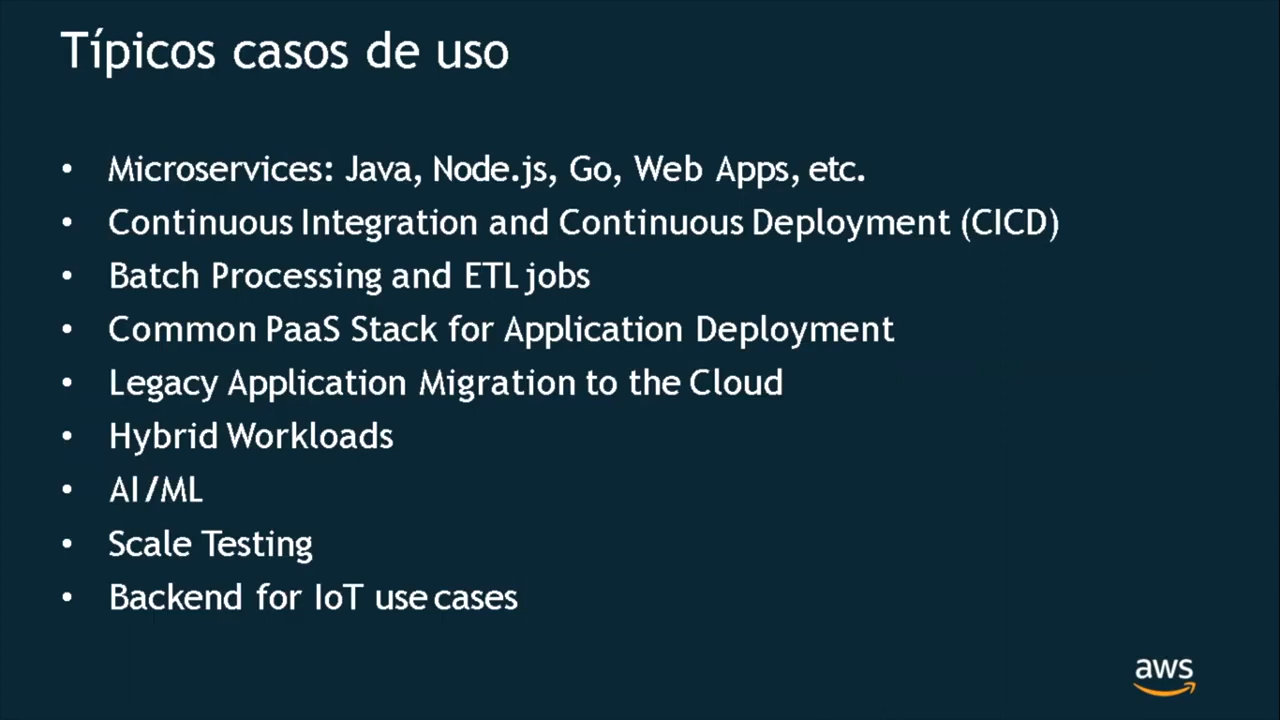 Típicos casos de uso
• Microservices: Java, Node.js, Go, Web Apps, etc.
• Continuous Integration and Continuous Deployment (CICD)
• Batch Processing and ETL jobs
• Common PaaS Stack for Application Deployment
• Legacy Application Migration to the Cloud
• Hybrid Workloads
• AI/ML
• Scale Testing
• Backend for IoT use cases
aws